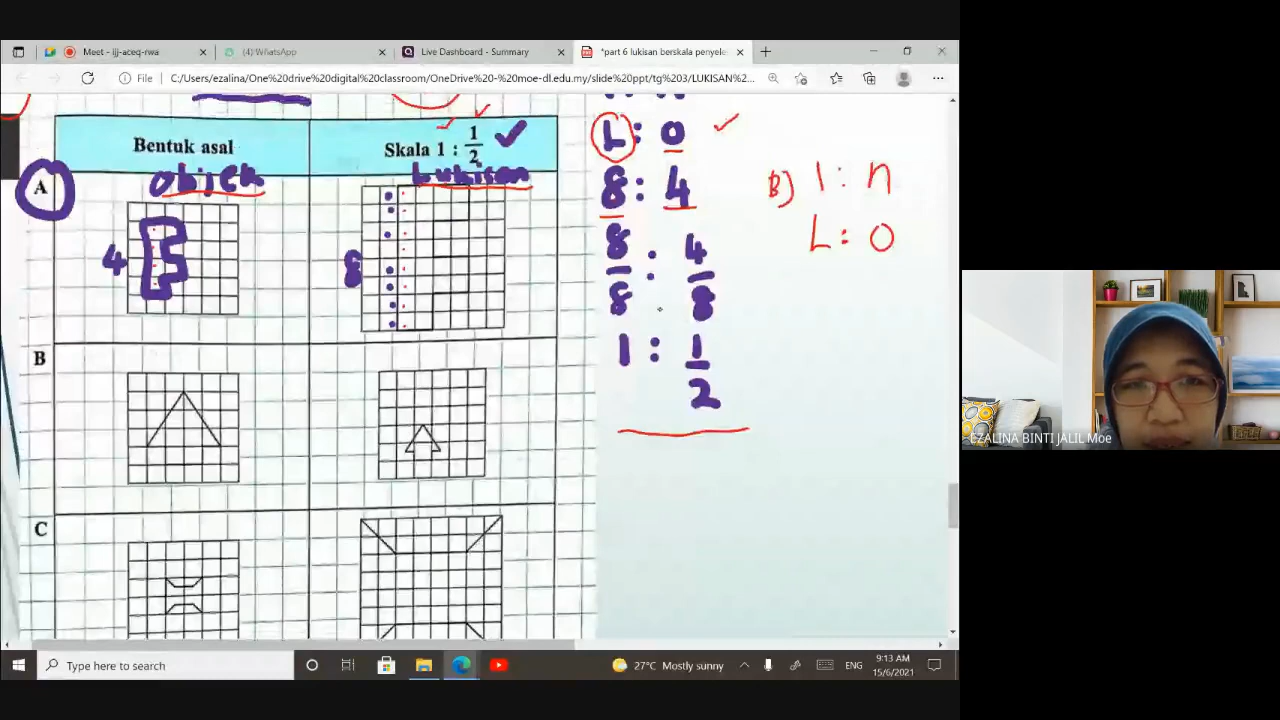 Meet - Ijj-aceq-rwa
(4) WhatsApp
Live Dashboard - Summary
*part 6 lukisan berskala penyele
File
C:/Users/ezalina/One%20drive%20digital%20classroom/OneDrive%20-%20moe-dl.edu.my/slide%20ppt/tg%203/LUKISAN%2...
Bentuk asal
Skala 1 : 1/2
objek
Lukisan
A
4
8
B
C
L : O
8 : 4
8/8 : 4/8
1 : 1/2
B) 1 : n
L : O
EZALINA BINTI JALIL Moe
Type here to search
27°C Mostly sunny
ENG
9:13 AM
15/6/2021